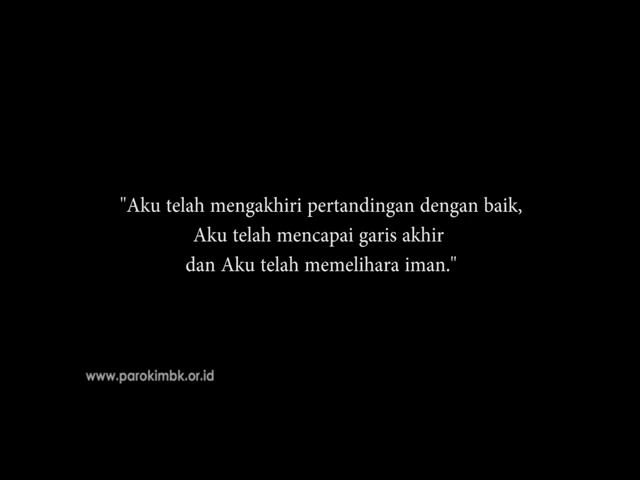 "Aku telah mengakhiri pertandingan dengan baik,
Aku telah mencapai garis akhir
dan Aku telah memelihara iman."
www.parokimbk.or.id